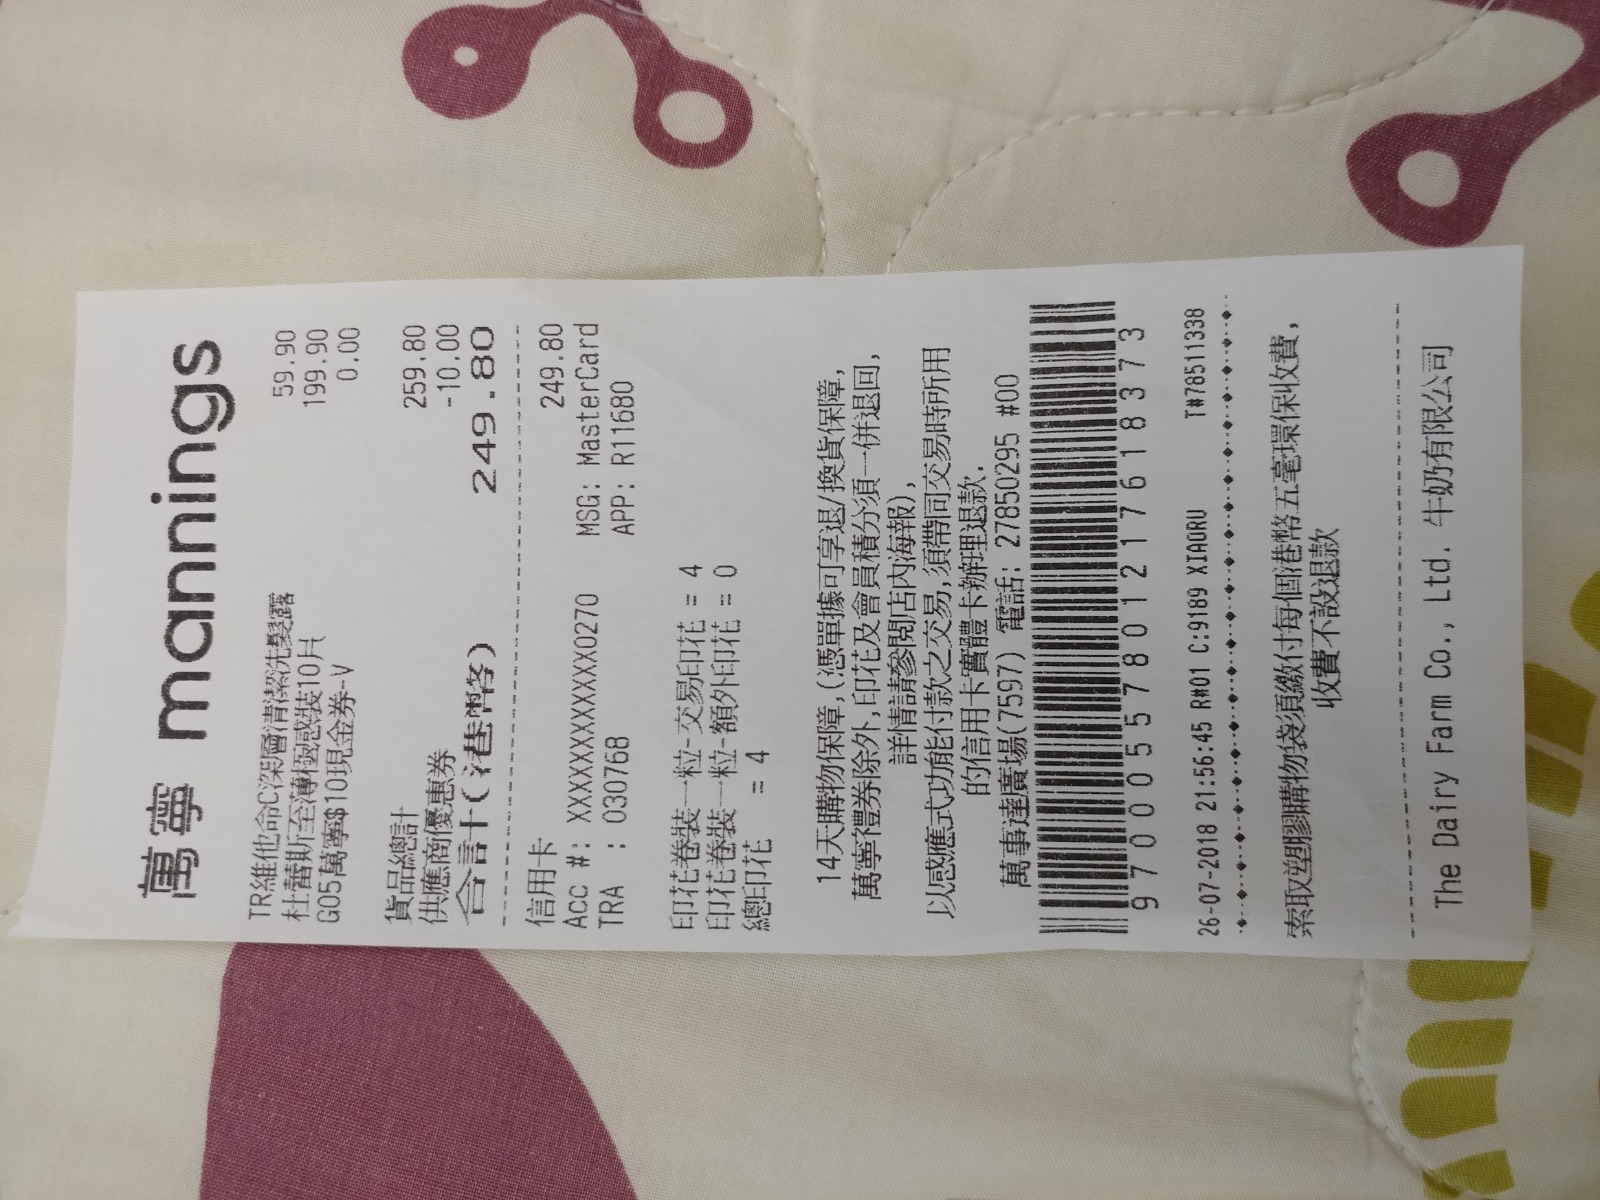 萬寧 mannings
TR維他命C深層清潔洗髮露 59.90
杜蕾斯至薄極感裝10片 199.90
GO5萬寧$10現金券-V 0.00
貨品總計 259.80
供應商優惠券 -10.00
合計(港幣) 249.80
信用卡 249.80
ACC #: XXXXXXXXXXXX0270 MSG: MasterCard
TRA : 030768 APP: R11680
印花卷裝一粒-交易印花 = 4
印花卷裝一粒-額外印花 = 0
總印花 = 4
14天購物保障,(憑單據可享退/換貨保障,
萬寧禮券除外,印花及會員積分須一併退回,
詳情請參閱店內海報),
以感應式功能付款之交易,須帶同交易時所用
的信用卡實體卡辦理退款.
萬事達廣場(7597) 電話: 27850295 #00
9700055780121761 8373
26-07-2018 21:56:45 R#01 C:9189 XIAORU T#78511338
索取塑膠購物袋須繳付每個港幣五毫環保收費,
收費不設退款
The Dairy Farm Co., Ltd. 牛奶有限公司